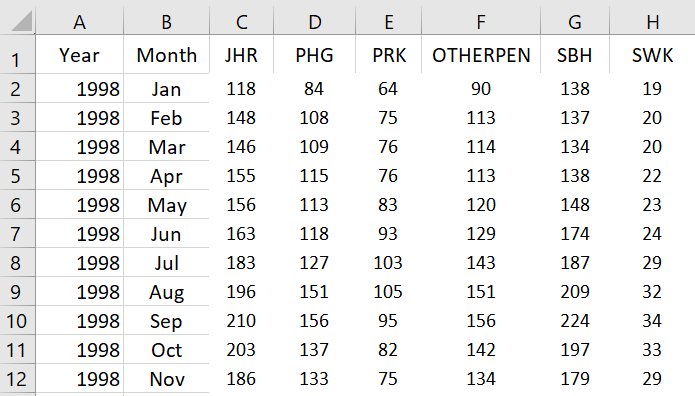 A B C D E F G H
1 Year Month JHR PHG PRK OTHERPEN SBH SWK
2 1998 Jan 118 84 64 90 138 19
3 1998 Feb 148 108 75 113 137 20
4 1998 Mar 146 109 76 114 134 20
5 1998 Apr 155 115 76 113 138 22
6 1998 May 156 113 83 120 148 23
7 1998 Jun 163 118 93 129 174 24
8 1998 Jul 183 127 103 143 187 29
9 1998 Aug 196 151 105 151 209 32
10 1998 Sep 210 156 95 156 224 34
11 1998 Oct 203 137 82 142 197 33
12 1998 Nov 186 133 75 134 179 29